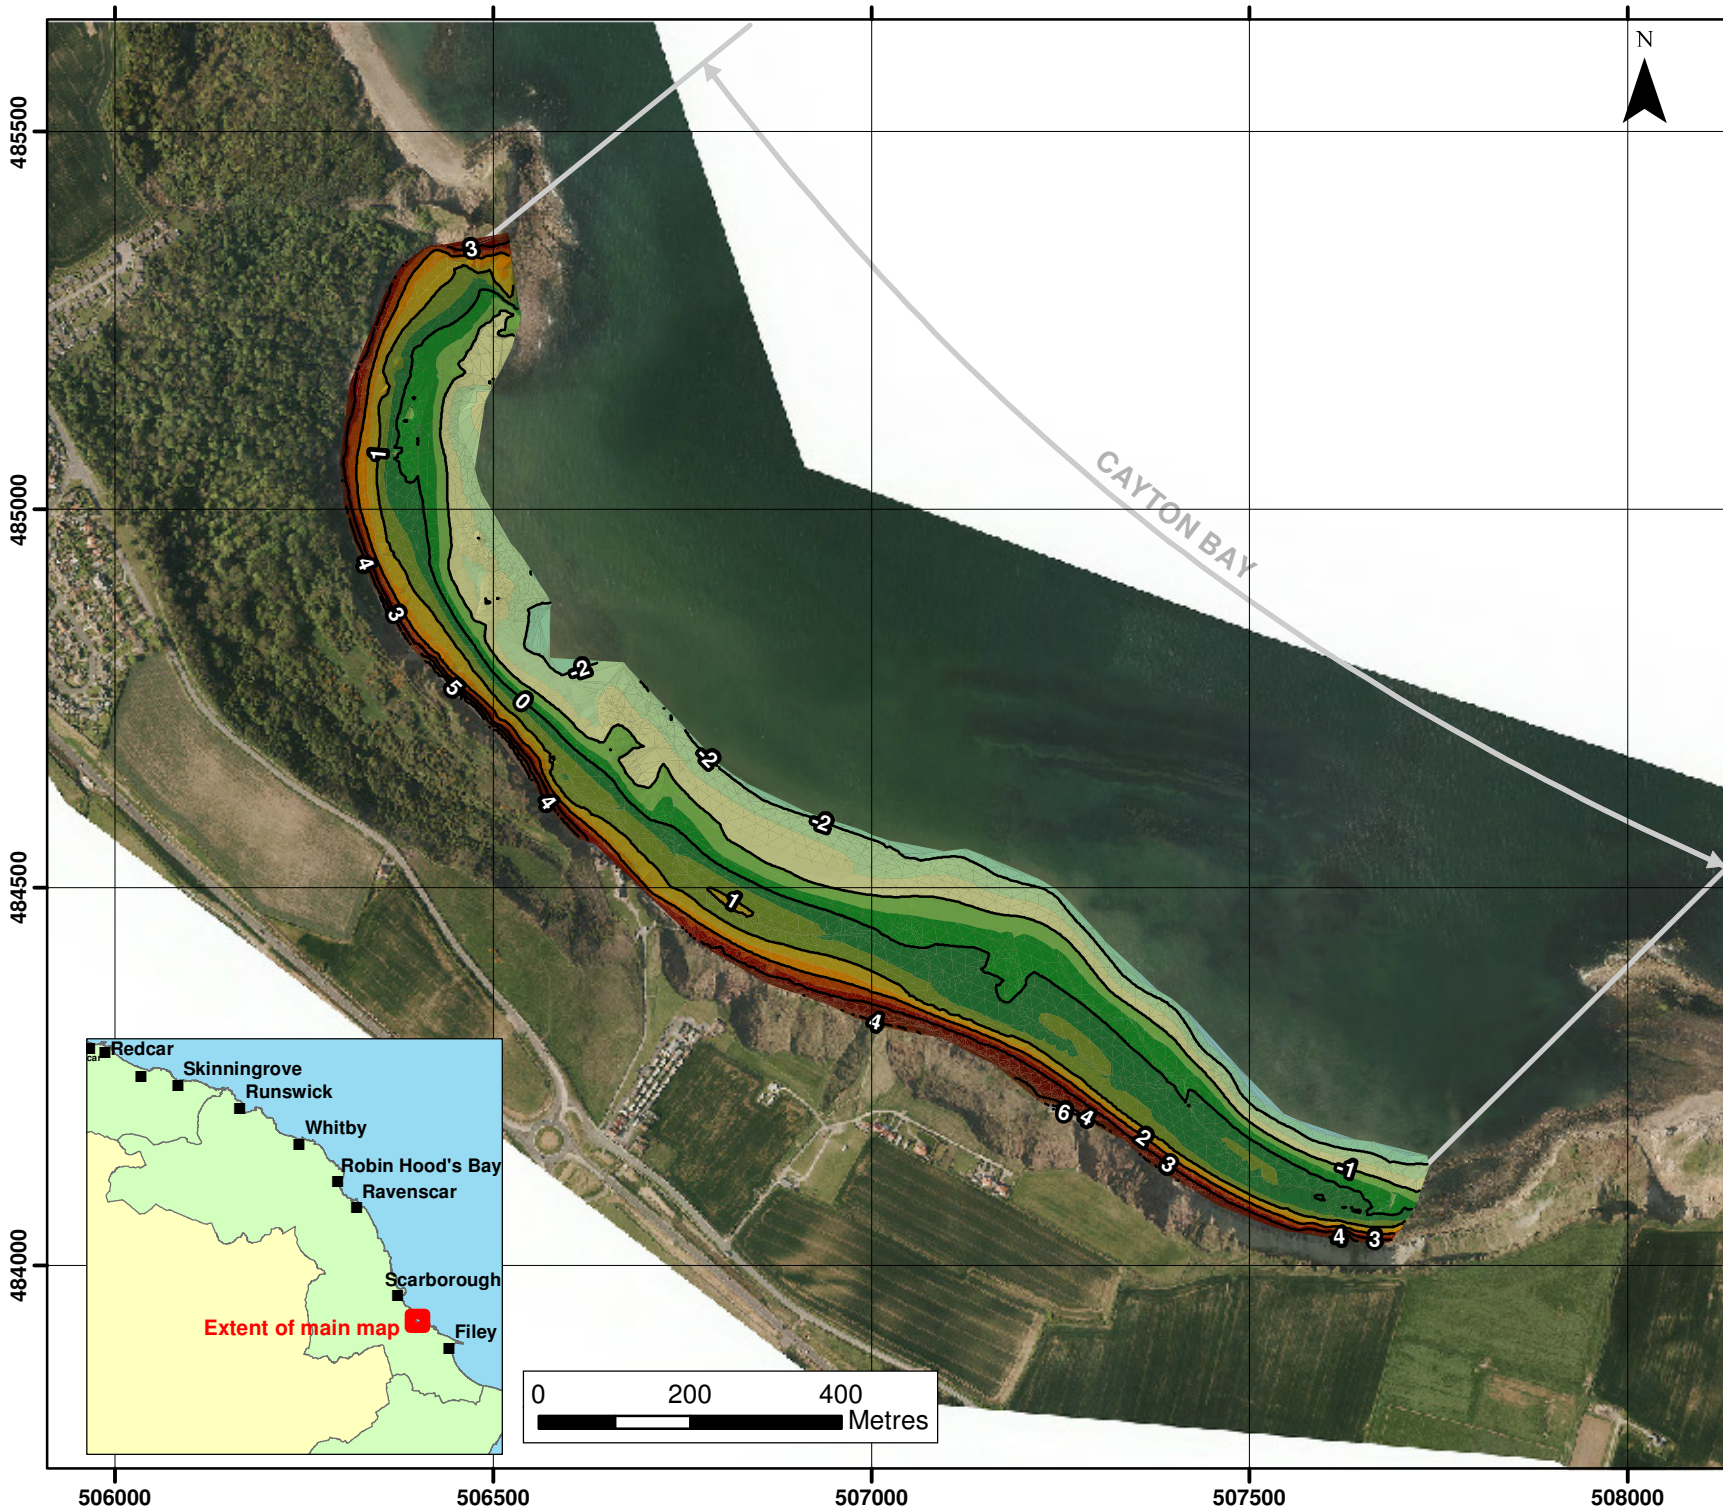 N
485500
485000
484500
484000
CAYTON BAY
3
1
4
3
5
0
-2
-2
4
-2
1
4
6
4
2
3
-1
4
3
car
Redcar
Skinningrove
Runswick
Whitby
Robin Hood's Bay
Ravenscar
Scarborough
Extent of main map
Filey
0 200 400
Metres
506000 506500 507000 507500 508000